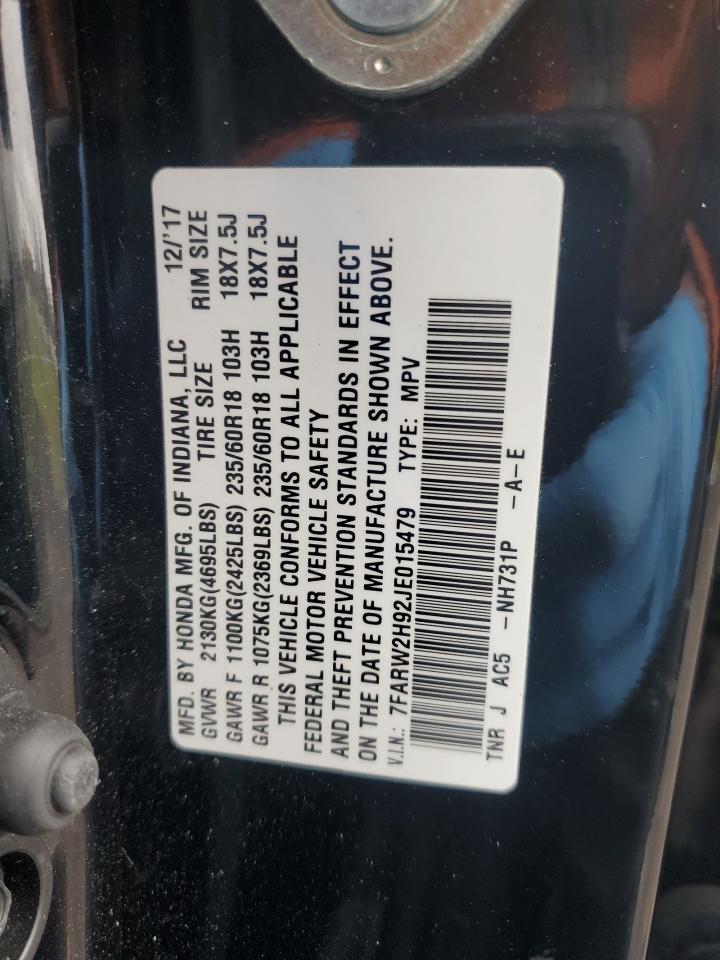 MFD. BY HONDA MFG. OF INDIANA, LLC 12/'17
GVWR 2130KG(4695LBS) TIRE SIZE RIM SIZE
GAWR F 1100KG(2425LBS) 235/60R18 103H 18X7.5J
GAWR R 1075KG(2369LBS) 235/60R18 103H 18X7.5J
THIS VEHICLE CONFORMS TO ALL APPLICABLE
FEDERAL MOTOR VEHICLE SAFETY
AND THEFT PREVENTION STANDARDS IN EFFECT
ON THE DATE OF MANUFACTURE SHOWN ABOVE.
V.I.N.: 7FARW2H92JE015479 TYPE: MPV
TNR J AC5 -NH731P -A-E